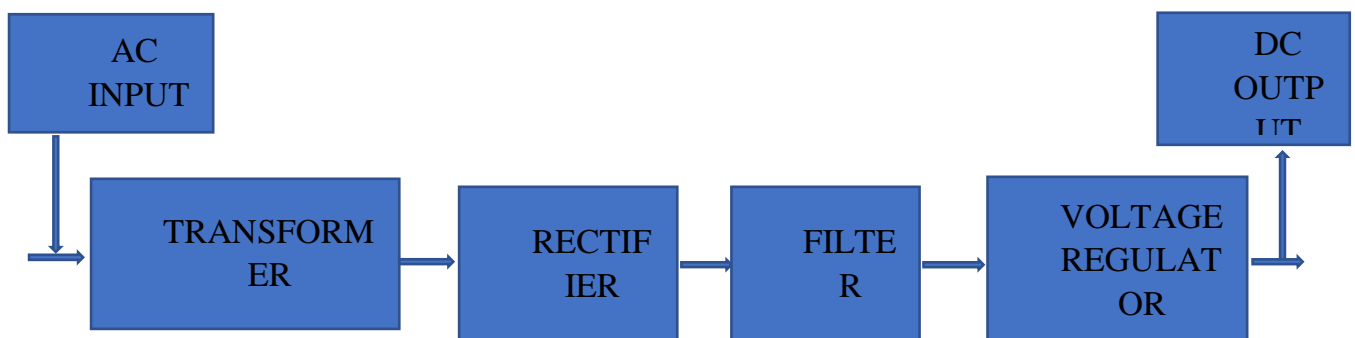 AC
INPUT
DC
OUTP
UT
TRANSFORM
ER
RECTIF
IER
FILTE
R
VOLTAGE
REGULAT
OR